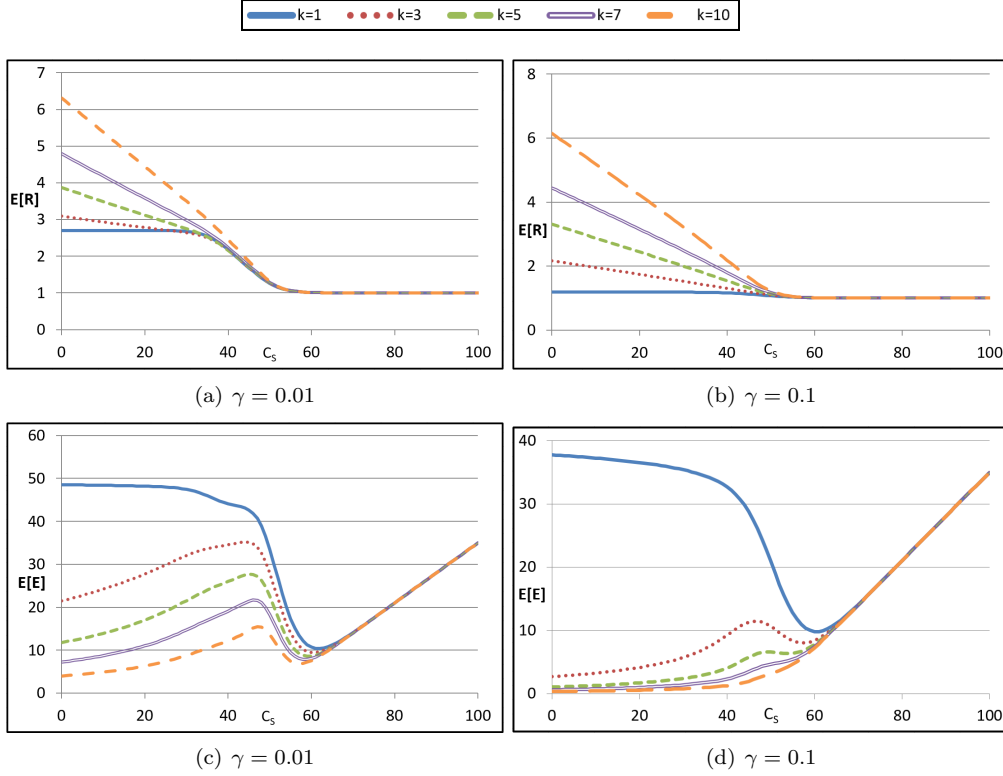 k=1 k=3 k=5 k=7 k=10
7
6
5
4
E[R]
3
2
1
0
0 20 40 C_S 60 80 100
(a) γ = 0.01
8
6
4
E[R]
2
0
0 20 40 C_S 60 80 100
(b) γ = 0.1
60
50
40
30
E[E]
20
10
0
0 20 40 C_S 60 80 100
(c) γ = 0.01
40
30
20
E[E]
10
0
0 20 40 C_S 60 80 100
(d) γ = 0.1